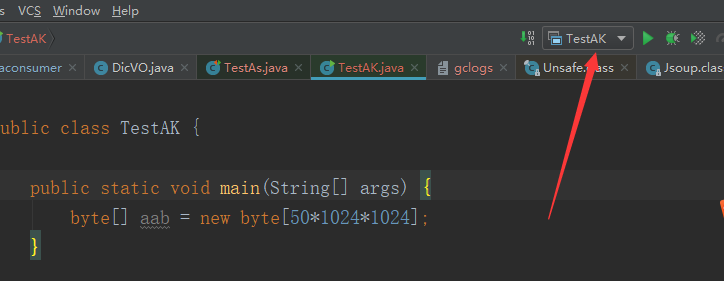 VCS Window Help
TestAK
TestAK
aconsumer DicVO.java TestAs.java TestAK.java gclogs Unsafe.class Jsoup.class
ublic class TestAK {
public static void main(String[] args) {
byte[] aab = new byte[50*1024*1024];
}